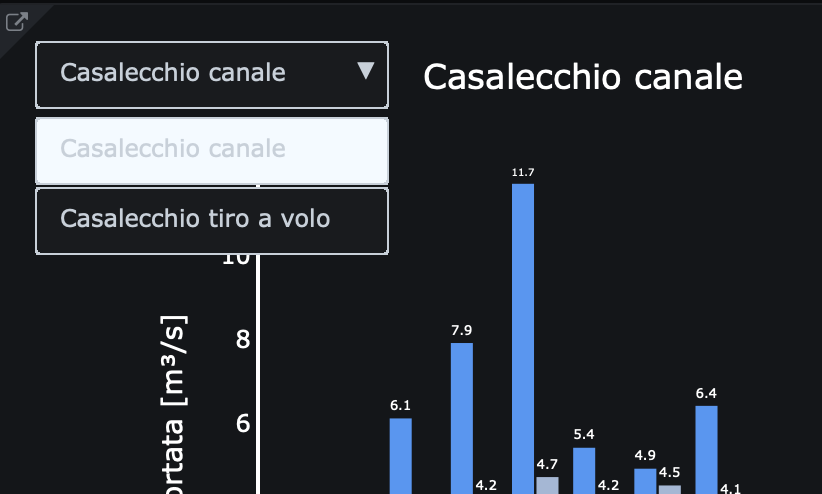 Casalecchio canale ▼
Casalecchio canale
Casalecchio canale
Casalecchio tiro a volo
11.7
10
7.9
8
6.1
6.4
6
5.4
4.9
4.7
4.5
4.2
4.2
4.1
ortata [m³/s]